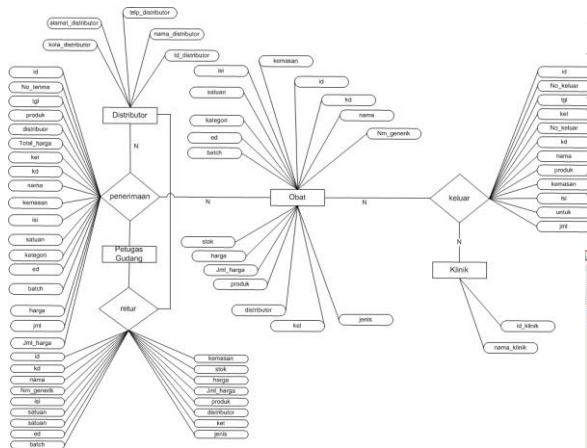 telp_distributor
alamat_distributor
nama_distributor
kota_distributor
id_distributor
Distributor
N
id
No_terima
tgl
produk
distribuor
Total_harga
ket
kd
nama
kemasan
isi
satuan
kategori
ed
batch
harga
jml
Jml_harga
penerimaan
N
Petugas
Gudang
retur
id
kd
nama
Nm_generik
isi
satuan
satuan
ed
batch
kemasan
stok
harga
Jml_harga
produk
distributor
ket
jenis
kemasan
isi
id
satuan
kd
kategori
nama
ed
Nm_generik
batch
Obat
N
stok
harga
Jml_harga
produk
distributor
ket
jenis
keluar
id
No_keluar
tgl
ket
No_keluar
kd
nama
produk
kemasan
isi
untuk
jml
N
Klinik
id_klinik
nama_klinik